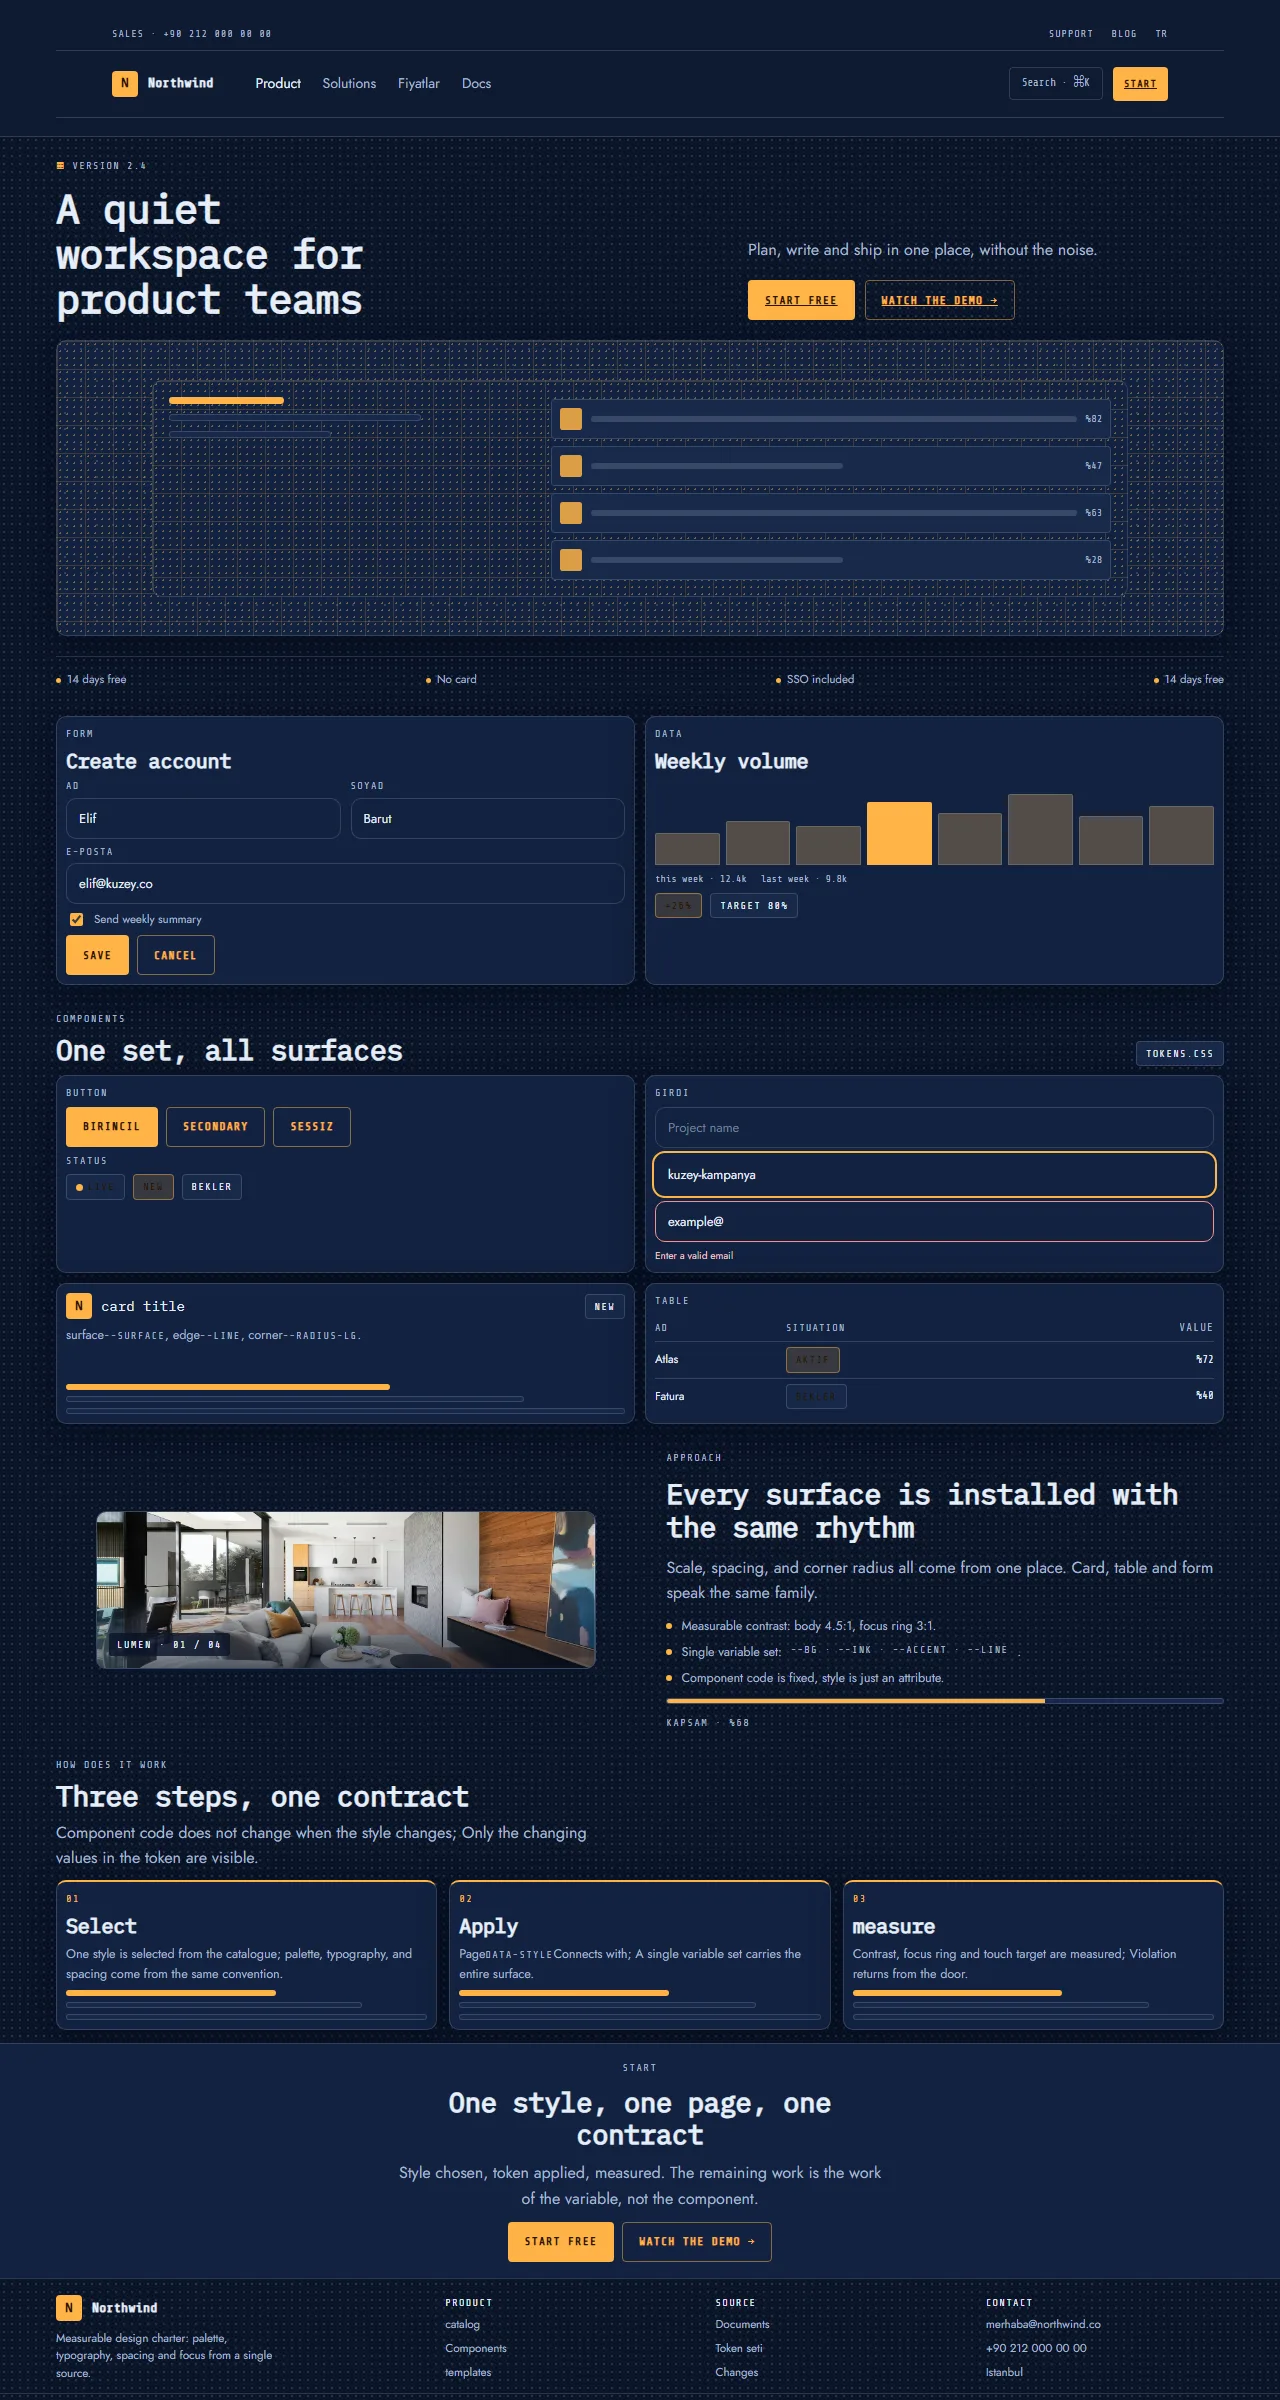 SALES · +90 212 000 00 00
SUPPORT BLOG TR
N Northwind Product Solutions Fiyatlar Docs Search · ⌘K START
VERSION 2.4
A quiet
workspace for
product teams
Plan, write and ship in one place, without the noise.
START FREE WATCH THE DEMO →
%82
%47
%63
%28
14 days free No card SSO included 14 days free
FORM
Create account
AD SOYAD
Elif Barut
E-POSTA
elif@kuzey.co
Send weekly summary
SAVE CANCEL
DATA
Weekly volume
this week · 12.4k last week · 9.8k
+26% TARGET 80%
COMPONENTS
One set, all surfaces
TOKENS.CSS
BUTTON
BIRINCIL SECONDARY SESSIZ
STATUS
LIVE NEW BEKLER
GIRDI
Project name
kuzey-kampanya
example@
Enter a valid email
N card title NEW
surface--SURFACE, edge--LINE, corner--RADIUS-LG.
TABLE
AD SITUATION VALUE
Atlas AKTIF %72
Fatura BEKLER %40
LUMEN · 01 / 04
APPROACH
Every surface is installed with
the same rhythm
Scale, spacing, and corner radius all come from one place. Card, table and form
speak the same family.
Measurable contrast: body 4.5:1, focus ring 3:1.
Single variable set: --BG · --INK · --ACCENT · --LINE .
Component code is fixed, style is just an attribute.
KAPSAM · %68
HOW DOES IT WORK
Three steps, one contract
Component code does not change when the style changes; Only the changing
values in the token are visible.
01
Select
One style is selected from the catalogue; palette, typography, and
spacing come from the same convention.
02
Apply
PageDATA-STYLEConnects with; A single variable set carries the
entire surface.
03
measure
Contrast, focus ring and touch target are measured; Violation
returns from the door.
START
One style, one page, one
contract
Style chosen, token applied, measured. The remaining work is the work
of the variable, not the component.
START FREE WATCH THE DEMO →
N Northwind
Measurable design charter: palette,
typography, spacing and focus from a single
source.
PRODUCT
catalog
Components
templates
SOURCE
Documents
Token seti
Changes
CONTACT
merhaba@northwind.co
+90 212 000 00 00
Istanbul